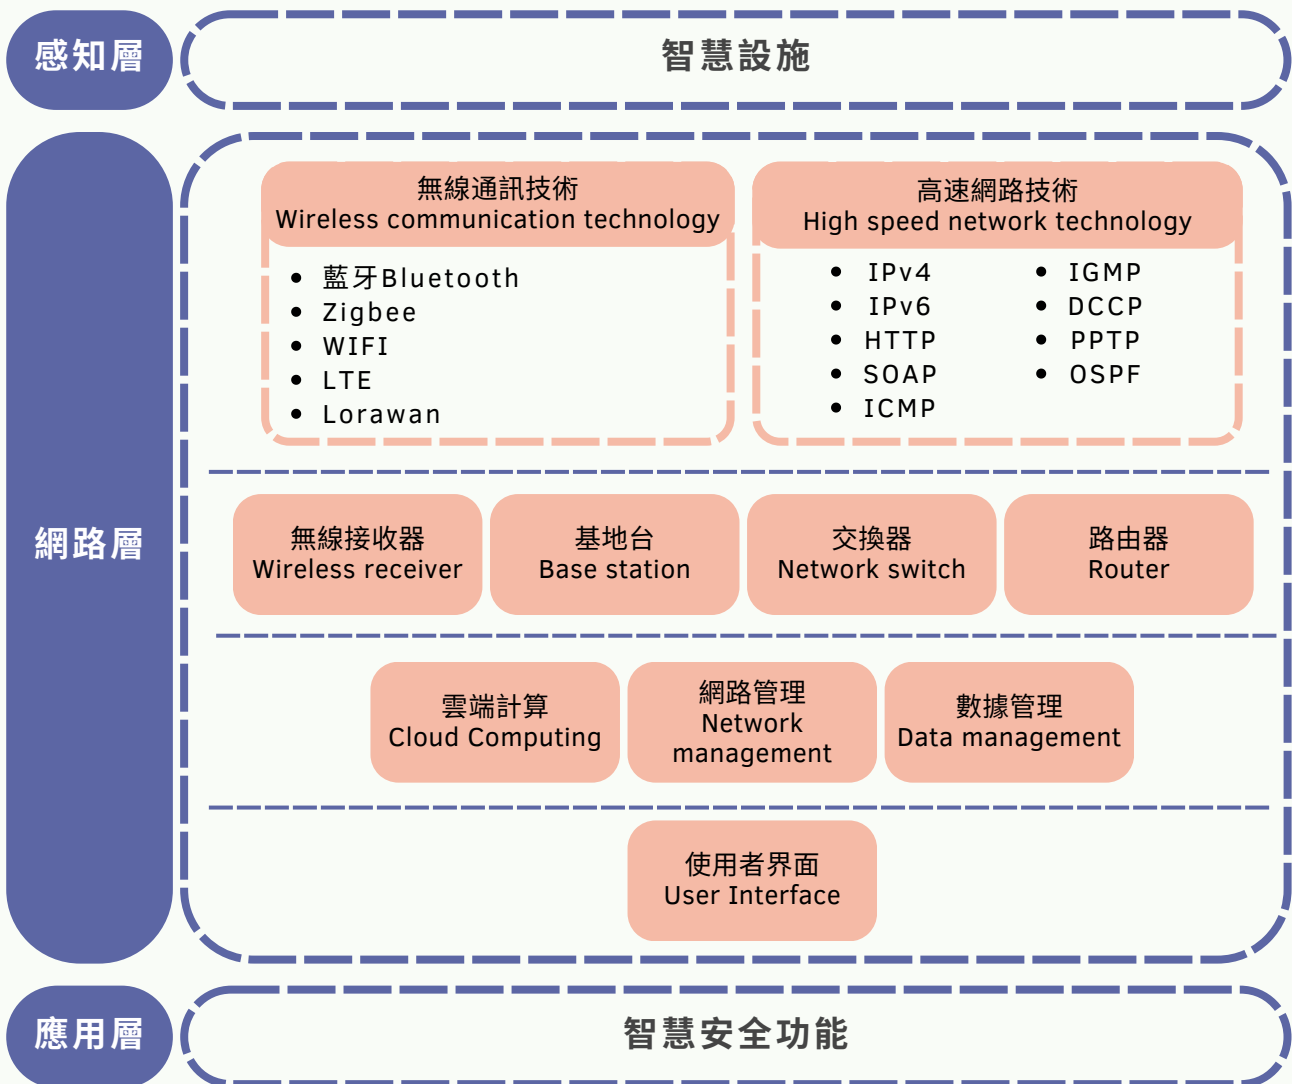 感知層
智慧設施
網路層
無線通訊技術
Wireless communication technology
藍牙Bluetooth
Zigbee
WIFI
LTE
Lorawan
高速網路技術
High speed network technology
IPv4
IPv6
HTTP
SOAP
ICMP
IGMP
DCCP
PPTP
OSPF
無線接收器
Wireless receiver
基地台
Base station
交換器
Network switch
路由器
Router
雲端計算
Cloud Computing
網路管理
Network
management
數據管理
Data management
使用者界面
User Interface
應用層
智慧安全功能